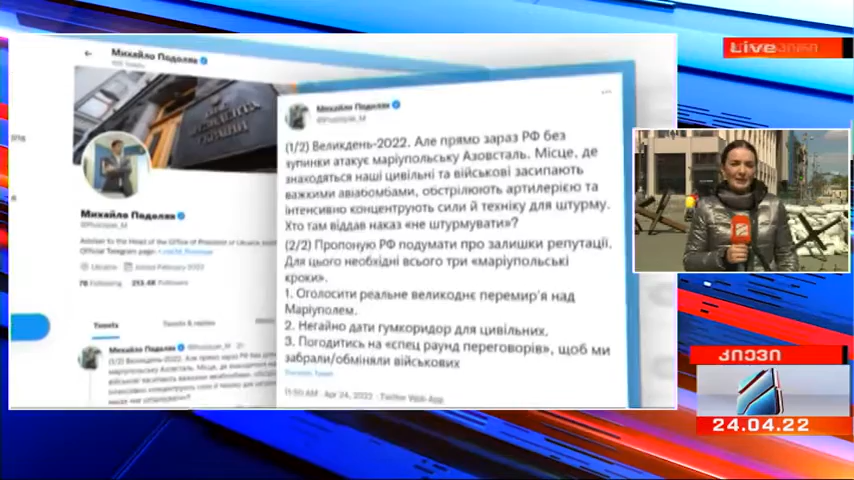 Михайло Подоляк
Михайло Подоляк
(1/2) Великдень-2022. Але прямо зараз РФ без
зупинки атакує маріупольську Азовсталь. Місце, де
знаходяться наші цивільні та військові засипають
важкими авіабомбами, обстрілюють артилерією та
інтенсивно концентрують сили й техніку для штурму.
Хто там віддав наказ «не штурмувати»?
(2/2) Пропоную РФ подумати про залишки репутації.
Для цього необхідні всього три «маріупольські
кроки».
1. Оголосити реальне великоднє перемир'я над
Маріуполем.
2. Негайно дати гумкоридор для цивільних.
3. Погодитись на «спец раунд переговорів», щоб ми
забрали/обміняли військових
11:50 AM · Apr 24, 2022 · Twitter Web App
Михайло Подоляк
Adviser to the Head of the Office of President of Ukraine
Official Telegram page:
Ukraine Joined February 2022
78 Following 213.4K Followers
Tweets Tweets & replies
Михайло Подоляк
Live
კიევი
24.04.22